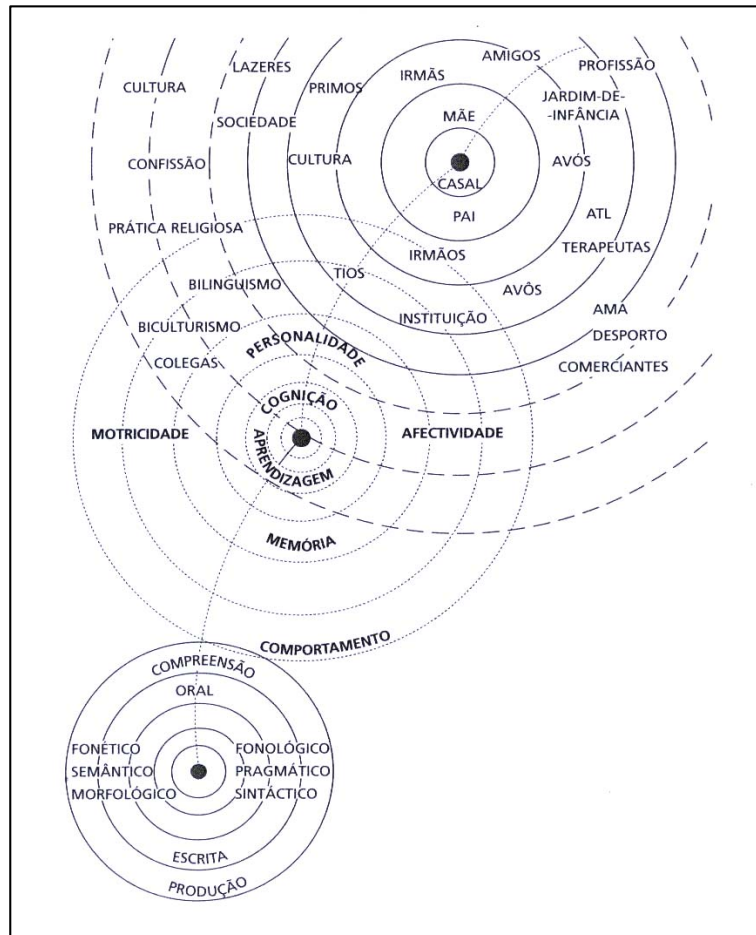 AMIGOS
LAZERES
IRMÃS
PROFISSÃO
CULTURA
PRIMOS
JARDIM-DE-
-INFÂNCIA
MÃE
SOCIEDADE
CONFISSÃO
CULTURA
AVÓS
CASAL
PAI
ATL
PRÁTICA RELIGIOSA
TERAPEUTAS
IRMÃOS
TIOS
BILINGUISMO
AVÔS
AMA
INSTITUIÇÃO
BICULTURISMO
DESPORTO
PERSONALIDADE
COLEGAS
COMERCIANTES
COGNIÇÃO
MOTRICIDADE
AFECTIVIDADE
APRENDIZAGEM
MEMÓRIA
COMPORTAMENTO
COMPREENSÃO
ORAL
FONÉTICO FONOLÓGICO
SEMÂNTICO PRAGMÁTICO
MORFOLÓGICO SINTÁCTICO
ESCRITA
PRODUÇÃO